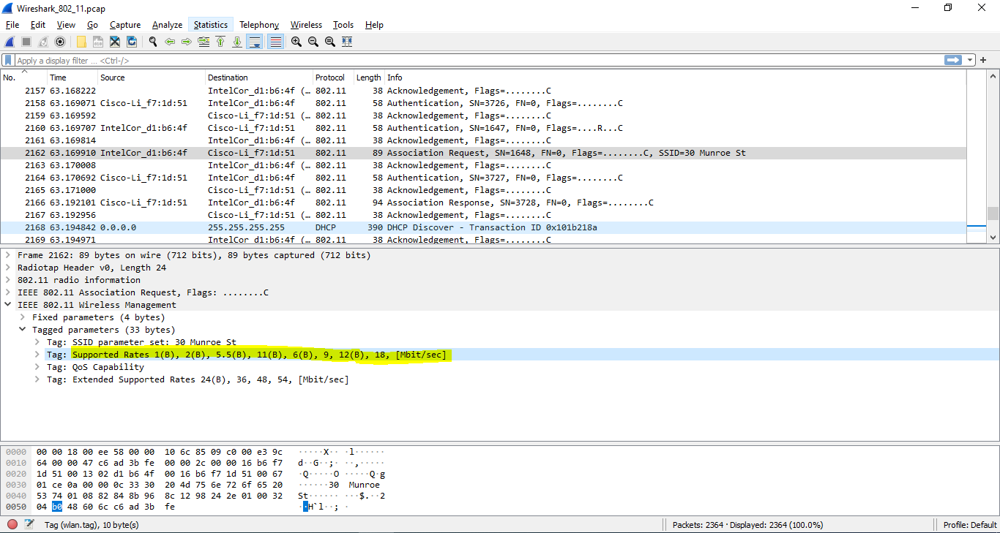 Wireshark_802_11.pcap
File Edit View Go Capture Analyze Statistics Telephony Wireless Tools Help
Apply a display filter ... <Ctrl-/>
No. Time Source Destination Protocol Length Info
2157 63.168222 IntelCor_d1:b6:4f (… 802.11 38 Acknowledgement, Flags=........C
2158 63.169071 Cisco-Li_f7:1d:51 IntelCor_d1:b6:4f 802.11 58 Authentication, SN=3726, FN=0, Flags=........C
2159 63.169592 Cisco-Li_f7:1d:51 (… 802.11 38 Acknowledgement, Flags=........C
2160 63.169707 IntelCor_d1:b6:4f Cisco-Li_f7:1d:51 802.11 58 Authentication, SN=1647, FN=0, Flags=....R...C
2161 63.169814 IntelCor_d1:b6:4f (… 802.11 38 Acknowledgement, Flags=........C
2162 63.169910 IntelCor_d1:b6:4f Cisco-Li_f7:1d:51 802.11 89 Association Request, SN=1648, FN=0, Flags=........C, SSID=30 Munroe St
2163 63.170008 IntelCor_d1:b6:4f (… 802.11 38 Acknowledgement, Flags=........C
2164 63.170692 Cisco-Li_f7:1d:51 IntelCor_d1:b6:4f 802.11 58 Authentication, SN=3727, FN=0, Flags=........C
2165 63.171000 Cisco-Li_f7:1d:51 (… 802.11 38 Acknowledgement, Flags=........C
2166 63.192101 Cisco-Li_f7:1d:51 IntelCor_d1:b6:4f 802.11 94 Association Response, SN=3728, FN=0, Flags=........C
2167 63.192956 Cisco-Li_f7:1d:51 (… 802.11 38 Acknowledgement, Flags=........C
2168 63.194842 0.0.0.0 255.255.255.255 DHCP 390 DHCP Discover - Transaction ID 0x101b218a
2169 63.194971 IntelCor_d1:b6:4f (… 802.11 38 Acknowledgement, Flags=........C
Frame 2162: 89 bytes on wire (712 bits), 89 bytes captured (712 bits)
Radiotap Header v0, Length 24
802.11 radio information
IEEE 802.11 Association Request, Flags: ........C
IEEE 802.11 Wireless Management
Fixed parameters (4 bytes)
Tagged parameters (33 bytes)
Tag: SSID parameter set: 30 Munroe St
Tag: Supported Rates 1(B), 2(B), 5.5(B), 11(B), 6(B), 9, 12(B), 18, [Mbit/sec]
Tag: QoS Capability
Tag: Extended Supported Rates 24(B), 36, 48, 54, [Mbit/sec]
0000 00 00 18 00 ee 58 00 00 10 6c 85 09 c0 00 e3 9c ·····X·· ·l······
0010 64 00 00 47 c6 ad 3b fe 00 00 2c 00 00 16 b6 f7 d··G··;· ··,·····
0020 1d 51 00 13 02 d1 b6 4f 00 16 b6 f7 1d 51 00 67 ·Q·····O ·····Q·g
0030 01 ce 0a 00 00 0c 33 30 20 4d 75 6e 72 6f 65 20 ······30 Munroe
0040 53 74 01 08 82 84 8b 96 8c 12 98 24 2e 01 00 32 St······ ···$.··2
0050 04 b0 48 60 6c c6 ad 3b fe ··H`l··; ·
Tag (wlan.tag), 10 byte(s) Packets: 2364 · Displayed: 2364 (100.0%) Profile: Default